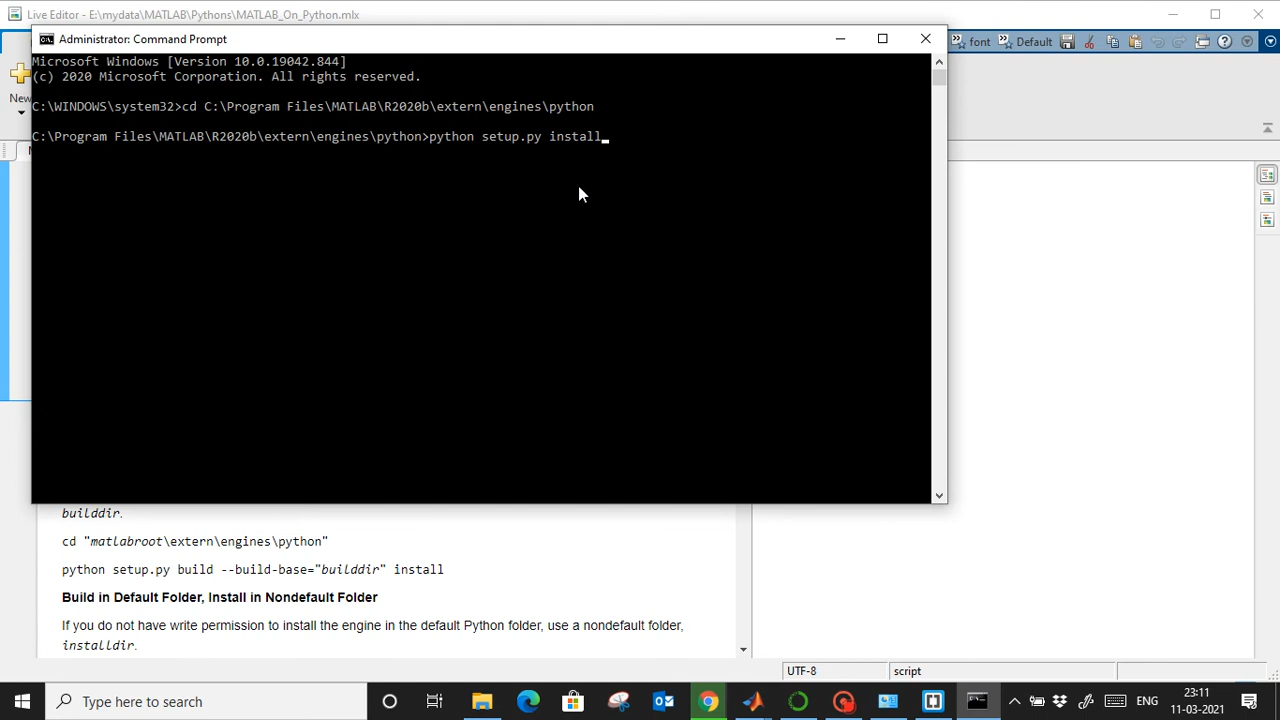 Live Editor - E:\mydata\MATLAB\Pythons\MATLAB_On_Python.mlx
Administrator: Command Prompt
font
Default
New
Microsoft Windows [Version 10.0.19042.844]
(c) 2020 Microsoft Corporation. All rights reserved.
C:\WINDOWS\system32>cd C:\Program Files\MATLAB\R2020b\extern\engines\python
C:\Program Files\MATLAB\R2020b\extern\engines\python>python setup.py install
builddir.
cd "matlabroot\extern\engines\python"
python setup.py build --build-base="builddir" install
Build in Default Folder, Install in Nondefault Folder
If you do not have write permission to install the engine in the default Python folder, use a nondefault folder,
installdir.
UTF-8
script
Type here to search
ENG
23:11
11-03-2021